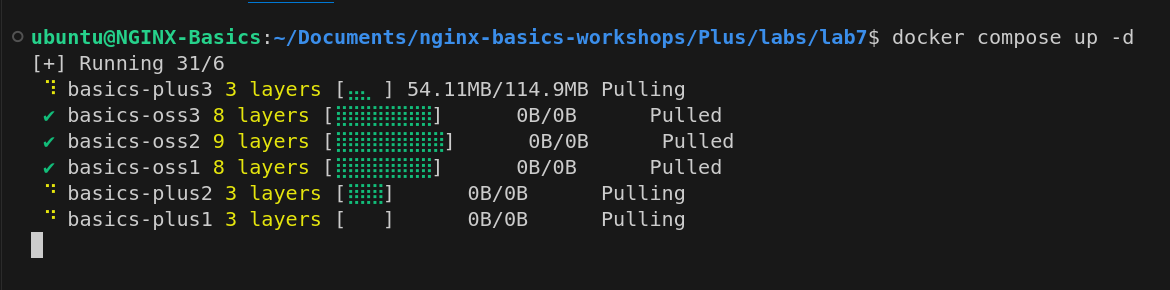 ubuntu@NGINX-Basics:~/Documents/nginx-basics-workshops/Plus/labs/lab7$ docker compose up -d
[+] Running 31/6
⠹ basics-plus3 3 layers [⣀⣀ ] 54.11MB/114.9MB Pulling
✔ basics-oss3 8 layers [⣿⣿⣿⣿⣿⣿⣿⣿] 0B/0B Pulled
✔ basics-oss2 9 layers [⣿⣿⣿⣿⣿⣿⣿⣿⣿] 0B/0B Pulled
✔ basics-oss1 8 layers [⣿⣿⣿⣿⣿⣿⣿⣿] 0B/0B Pulled
⠙ basics-plus2 3 layers [⣿⣿⣿] 0B/0B Pulling
⠙ basics-plus1 3 layers [   ] 0B/0B Pulling